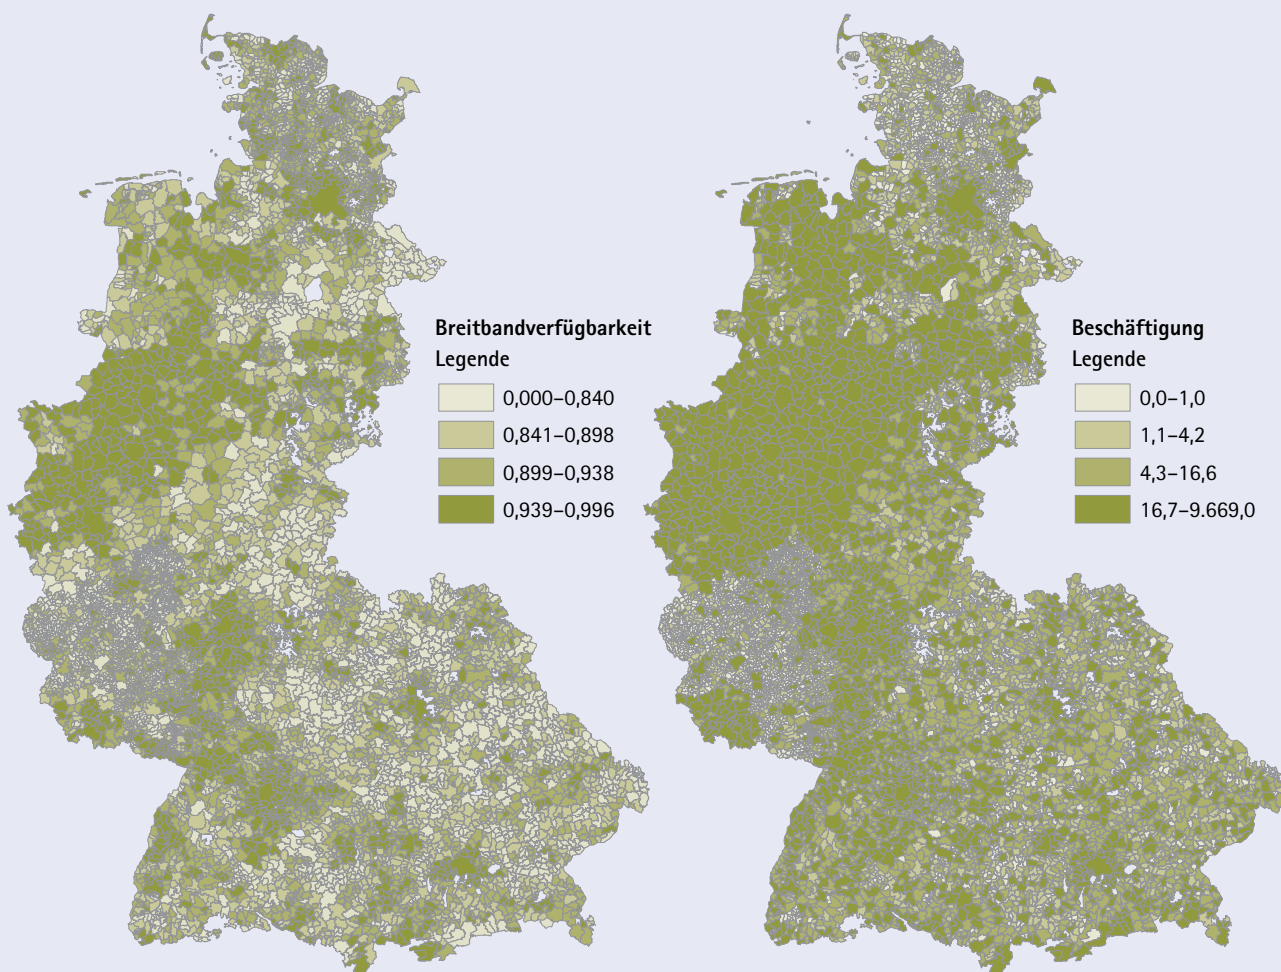 Breitbandverfügbarkeit
Legende
0,000–0,840
0,841–0,898
0,899–0,938
0,939–0,996
Beschäftigung
Legende
0,0–1,0
1,1–4,2
4,3–16,6
16,7–9.669,0